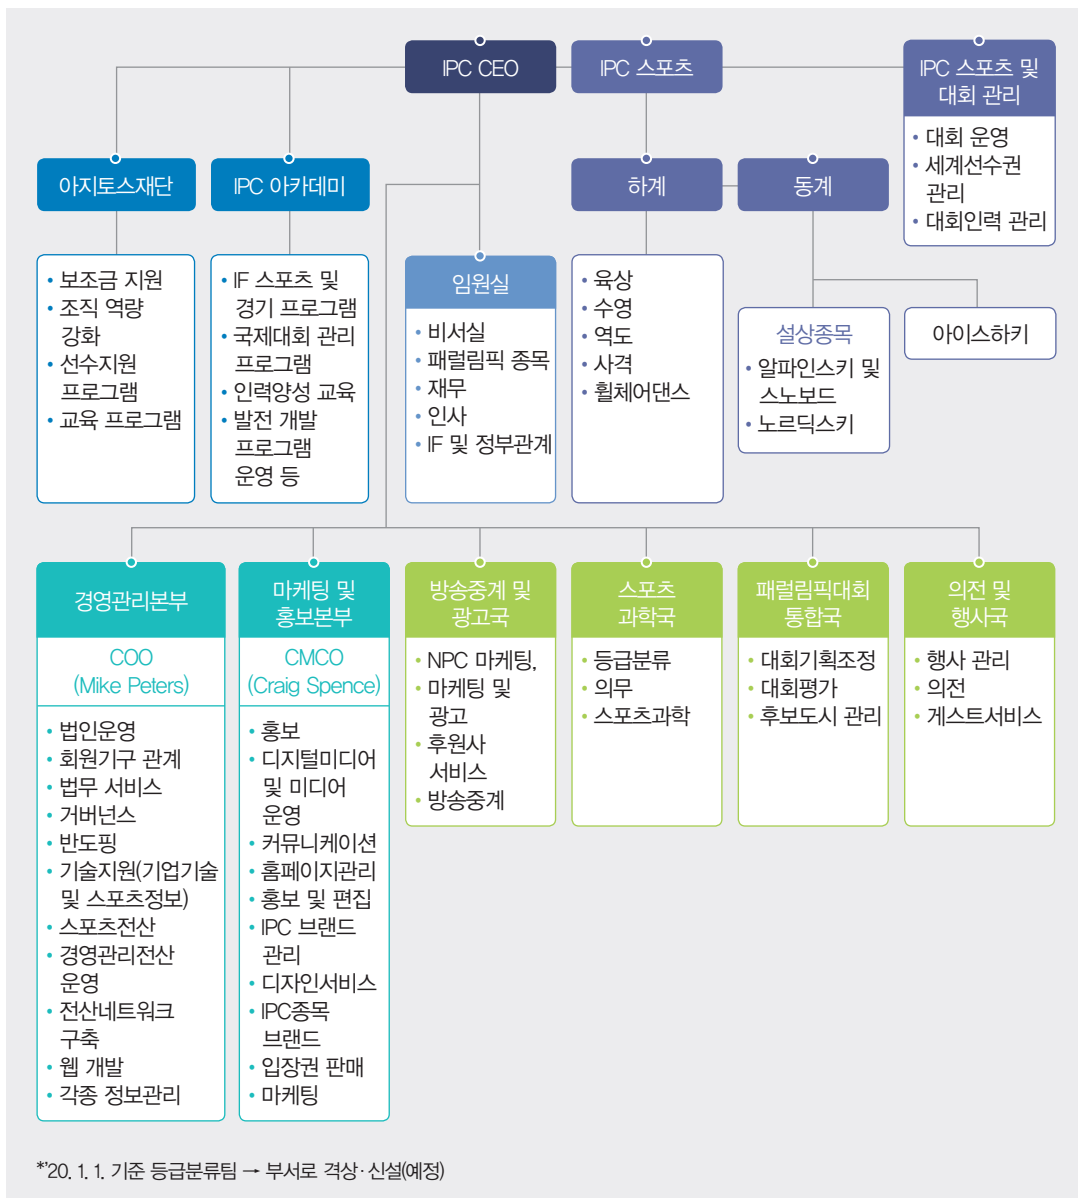 IPC CEO
IPC 스포츠
IPC 스포츠 및
대회 관리
• 대회 운영
• 세계선수권
관리
• 대회인력 관리
아지토스재단
IPC 아카데미
하계
동계
• 보조금 지원
• 조직 역량
강화
• 선수지원
프로그램
• 교육 프로그램
• IF 스포츠 및
경기 프로그램
• 국제대회 관리
프로그램
• 인력양성 교육
• 발전 개발
프로그램
운영 등
임원실
• 비서실
• 패럴림픽 종목
• 재무
• 인사
• IF 및 정부관계
• 육상
• 수영
• 역도
• 사격
• 휠체어댄스
설상종목
• 알파인스키 및
스노보드
• 노르딕스키
아이스하키
경영관리본부
COO
(Mike Peters)
• 법인운영
• 회원기구 관계
• 법무 서비스
• 거버넌스
• 반도핑
• 기술지원(기업기술
및 스포츠정보)
• 스포츠전산
• 경영관리전산
운영
• 전산네트워크
구축
• 웹 개발
• 각종 정보관리
마케팅 및
홍보본부
CMCO
(Craig Spence)
• 홍보
• 디지털미디어
및 미디어
운영
• 커뮤니케이션
• 홈페이지관리
• 홍보 및 편집
• IPC 브랜드
관리
• 디자인서비스
• IPC종목
브랜드
• 입장권 판매
• 마케팅
방송중계 및
광고국
• NPC 마케팅,
• 마케팅 및
광고
• 후원사
서비스
• 방송중계
스포츠
과학국
• 등급분류
• 의무
• 스포츠과학
패럴림픽대회
통합국
• 대회기획조정
• 대회평가
• 후보도시 관리
의전 및
행사국
• 행사 관리
• 의전
• 게스트서비스
*'20. 1. 1. 기준 등급분류팀 → 부서로 격상·신설(예정)